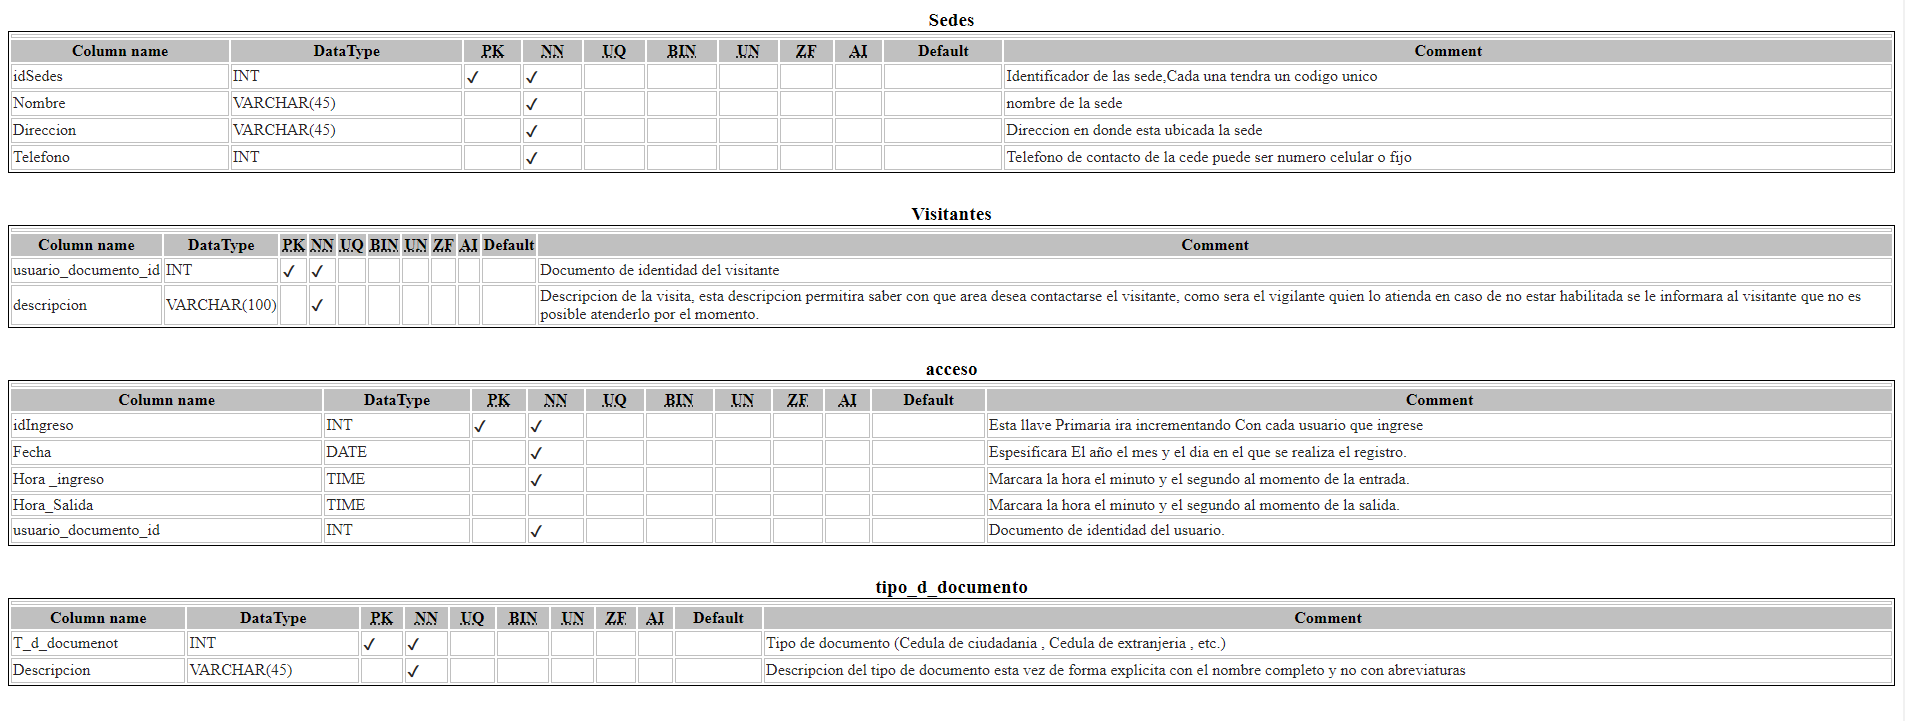 Sedes
Column name DataType PK NN UQ BIN UN ZF AI Default Comment
idSedes INT ✓ ✓ Identificador de las sede,Cada una tendra un codigo unico
Nombre VARCHAR(45) ✓ nombre de la sede
Direccion VARCHAR(45) ✓ Direccion en donde esta ubicada la sede
Telefono INT ✓ Telefono de contacto de la cede puede ser numero celular o fijo
Visitantes
Column name DataType PK NN UQ BIN UN ZF AI Default Comment
usuario_documento_id INT ✓ ✓ Documento de identidad del visitante
descripcion VARCHAR(100) ✓ Descripcion de la visita, esta descripcion permitira saber con que area desea contactarse el visitante, como sera el vigilante quien lo atienda en caso de no estar habilitada se le informara al visitante que no es
posible atenderlo por el momento.
acceso
Column name DataType PK NN UQ BIN UN ZF AI Default Comment
idIngreso INT ✓ ✓ Esta llave Primaria ira incrementando Con cada usuario que ingrese
Fecha DATE ✓ Espesificara El año el mes y el dia en el que se realiza el registro.
Hora _ingreso TIME ✓ Marcara la hora el minuto y el segundo al momento de la entrada.
Hora_Salida TIME Marcara la hora el minuto y el segundo al momento de la salida.
usuario_documento_id INT ✓ Documento de identidad del usuario.
tipo_d_documento
Column name DataType PK NN UQ BIN UN ZF AI Default Comment
T_d_documenot INT ✓ ✓ Tipo de documento (Cedula de ciudadania , Cedula de extranjeria , etc.)
Descripcion VARCHAR(45) ✓ Descripcion del tipo de documento esta vez de forma explicita con el nombre completo y no con abreviaturas